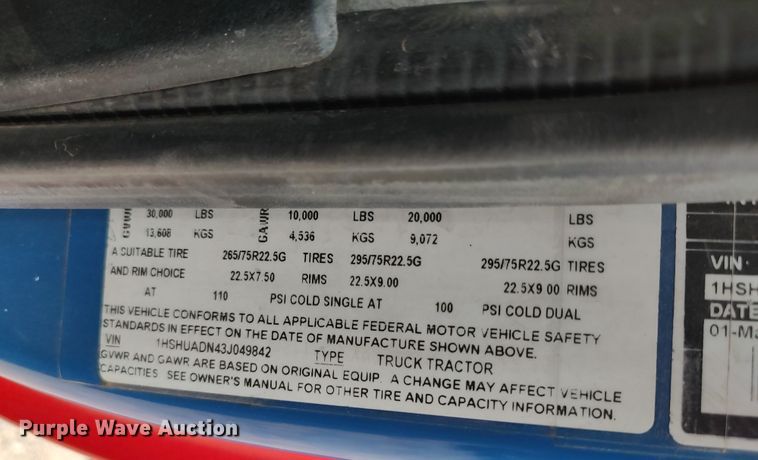 GVWR 30,000 LBS GAWR 10,000 LBS 20,000 LBS
13,608 KGS 4,536 KGS 9,072 KGS
A SUITABLE TIRE 265/75R22.5G TIRES 295/75R22.5G 295/75R22.5G TIRES
AND RIM CHOICE 22.5X7.50 RIMS 22.5X9.00 22.5X9.00 RIMS
AT 110 PSI COLD SINGLE AT 100 PSI COLD DUAL
THIS VEHICLE CONFORMS TO ALL APPLICABLE FEDERAL MOTOR VEHICLE SAFETY
STANDARDS IN EFFECT ON THE DATE OF MANUFACTURE SHOWN ABOVE.
VIN 1HSHUADN43J049842 TYPE TRUCK TRACTOR
GVWR AND GAWR ARE BASED ON ORIGINAL EQUIP. A CHANGE MAY AFFECT VEHICLE
CAPACITIES. SEE OWNER'S MANUAL FOR OTHER TIRE AND CAPACITY INFORMATION.
VIN
1HSH
DATE
01-Ma
Purple Wave Auction